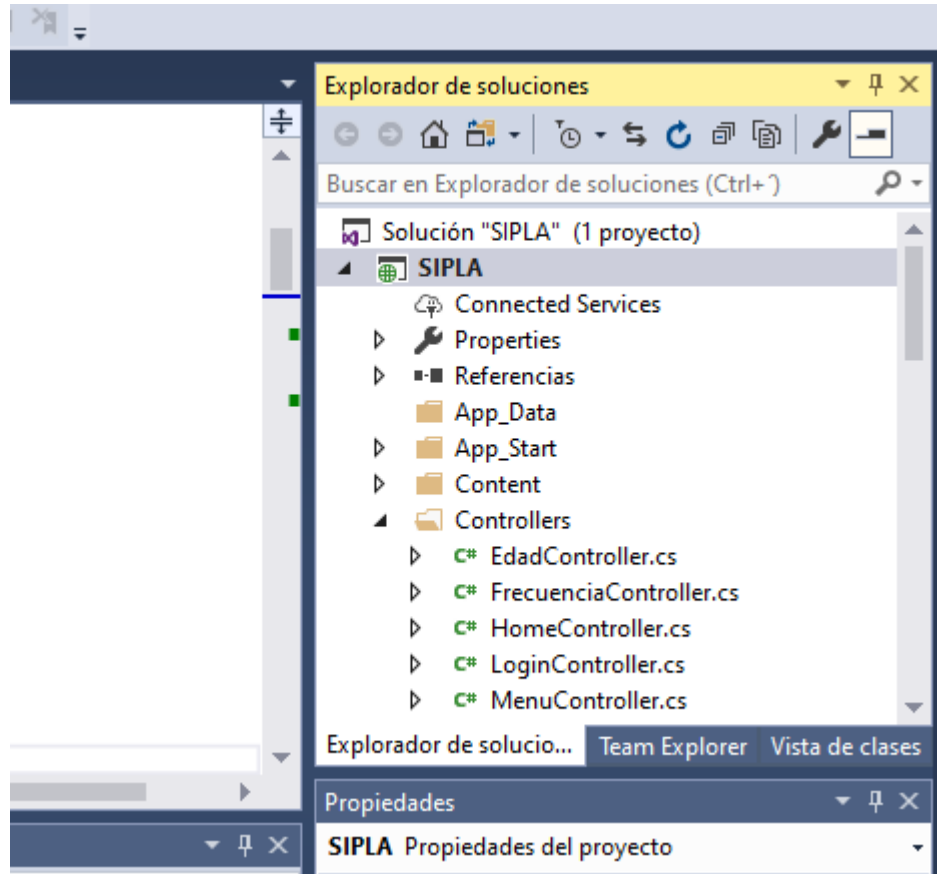 Explorador de soluciones
Buscar en Explorador de soluciones (Ctrl+´)
Solución "SIPLA" (1 proyecto)
SIPLA
Connected Services
Properties
Referencias
App_Data
App_Start
Content
Controllers
C# EdadController.cs
C# FrecuenciaController.cs
C# HomeController.cs
C# LoginController.cs
C# MenuController.cs
Explorador de solucio... Team Explorer Vista de clases
Propiedades
SIPLA Propiedades del proyecto